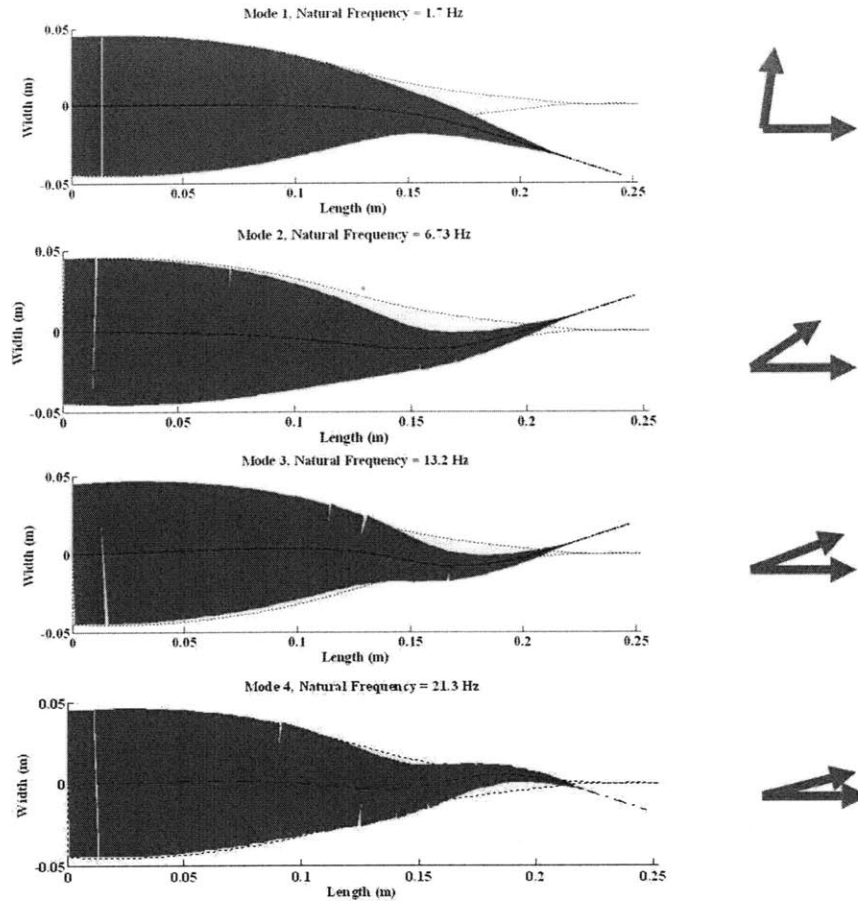 Mode 1, Natural Frequency = 1.7 Hz
0.05
0
-0.05
Width (m)
0 0.05 0.1 0.15 0.2 0.25
Length (m)
Mode 2, Natural Frequency = 6.73 Hz
0.05
0
-0.05
Width (m)
0 0.05 0.1 0.15 0.2 0.25
Length (m)
Mode 3, Natural Frequency = 13.2 Hz
0.05
0
-0.05
Width (m)
0 0.05 0.1 0.15 0.2 0.25
Length (m)
Mode 4, Natural Frequency = 21.3 Hz
0.05
0
-0.05
Width (m)
0 0.05 0.1 0.15 0.2 0.25
Length (m)